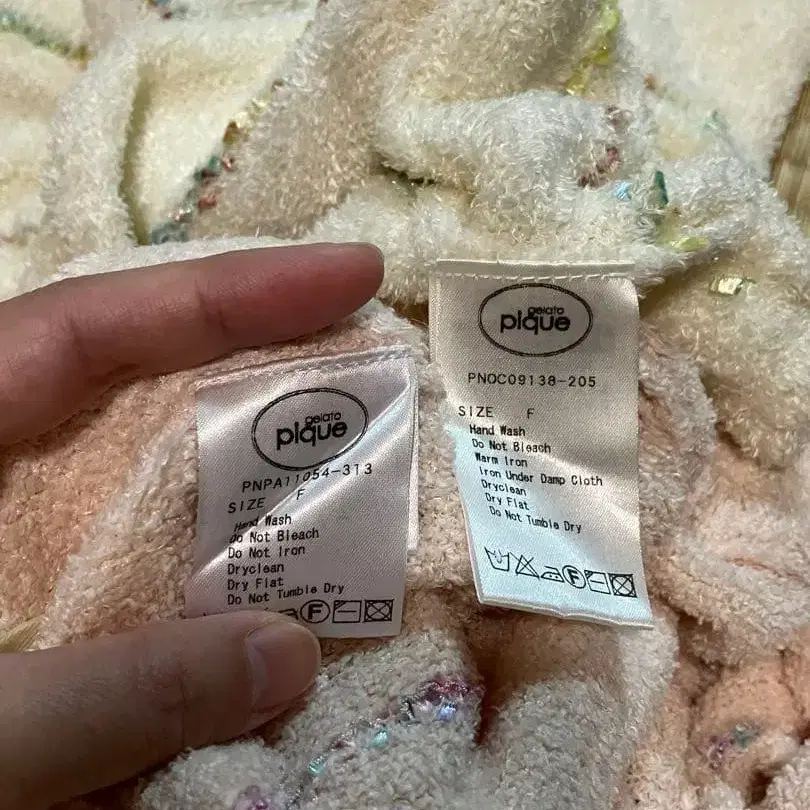 gelato
pique
PNPA11054-313
SIZE F
Hand Wash
Do Not Bleach
Do Not Iron
Dryclean
Dry Flat
Do Not Tumble Dry
F
gelato
pique
PNOC09138-205
SIZE F
Hand Wash
Do Not Bleach
Warm Iron
Iron Under Damp Cloth
Dryclean
Dry Flat
Do Not Tumble Dry
F